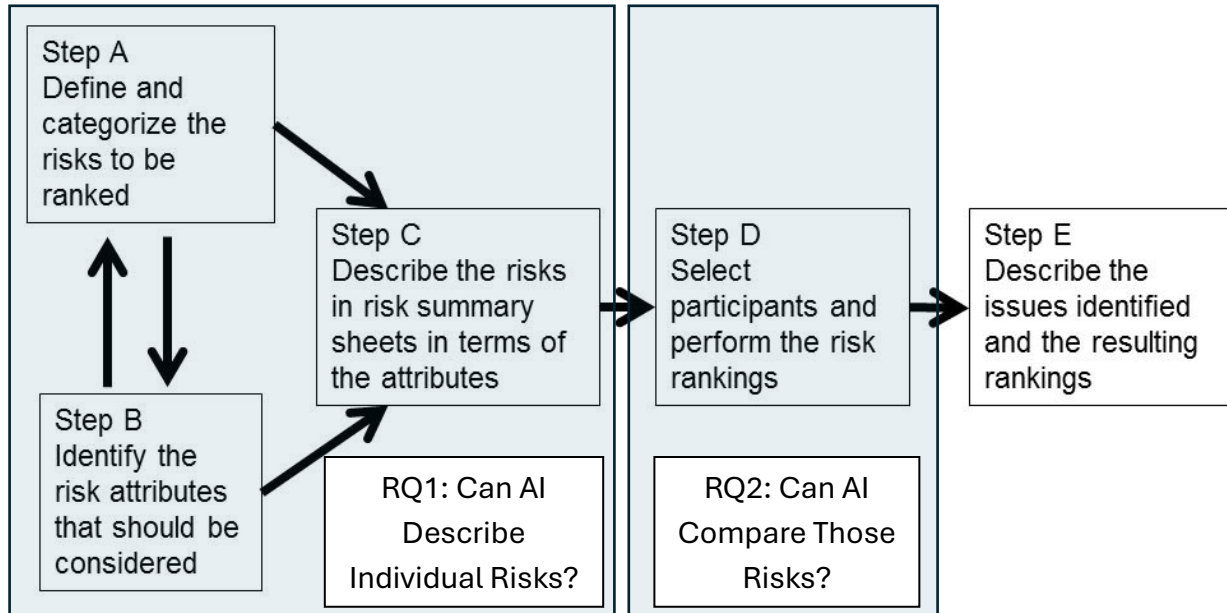 Step A
Define and
categorize the
risks to be
ranked
Step B
Identify the
risk attributes
that should be
considered
Step C
Describe the risks
in risk summary
sheets in terms of
the attributes
RQ1: Can AI
Describe
Individual Risks?
Step D
Select
participants and
perform the risk
rankings
RQ2: Can AI
Compare Those
Risks?
Step E
Describe the
issues identified
and the resulting
rankings